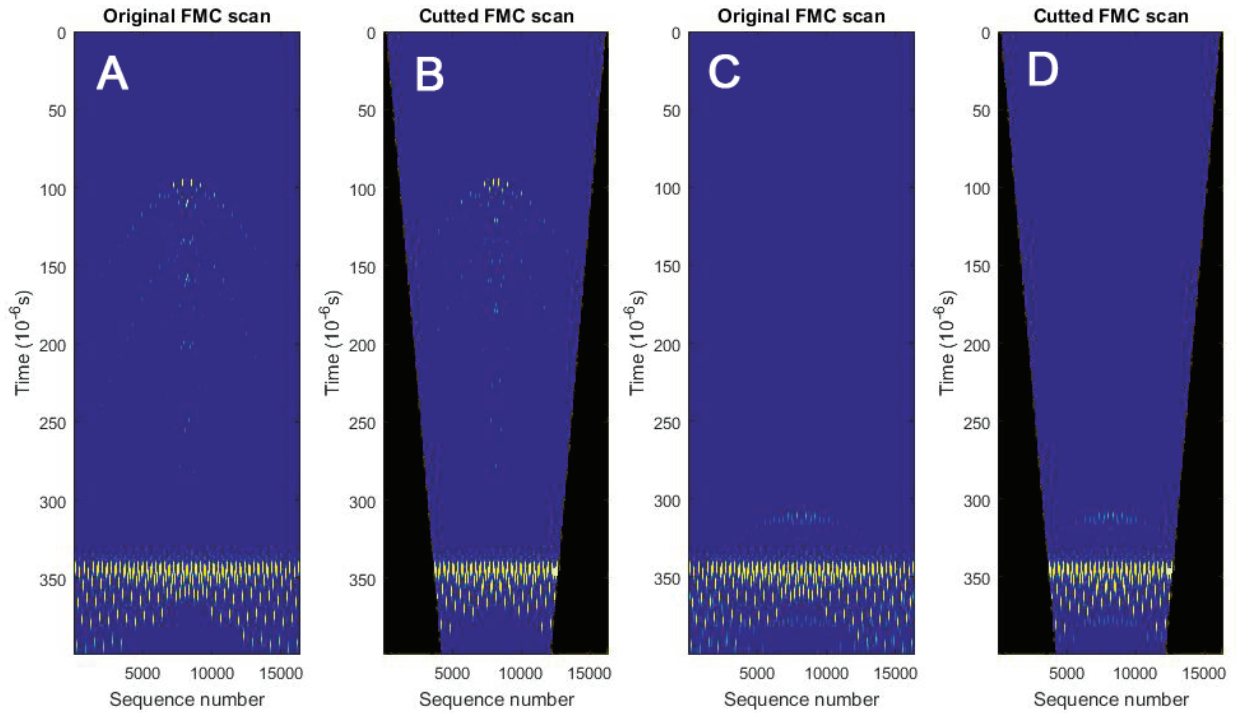 Original FMC scan
A
0
50
100
150
200
250
300
350
Time (10⁻⁶s)
5000 10000 15000
Sequence number
Cutted FMC scan
B
0
50
100
150
200
250
300
350
Time (10⁻⁶s)
5000 10000 15000
Sequence number
Original FMC scan
C
0
50
100
150
200
250
300
350
Time (10⁻⁶s)
5000 10000 15000
Sequence number
Cutted FMC scan
D
0
50
100
150
200
250
300
350
Time (10⁻⁶s)
5000 10000 15000
Sequence number